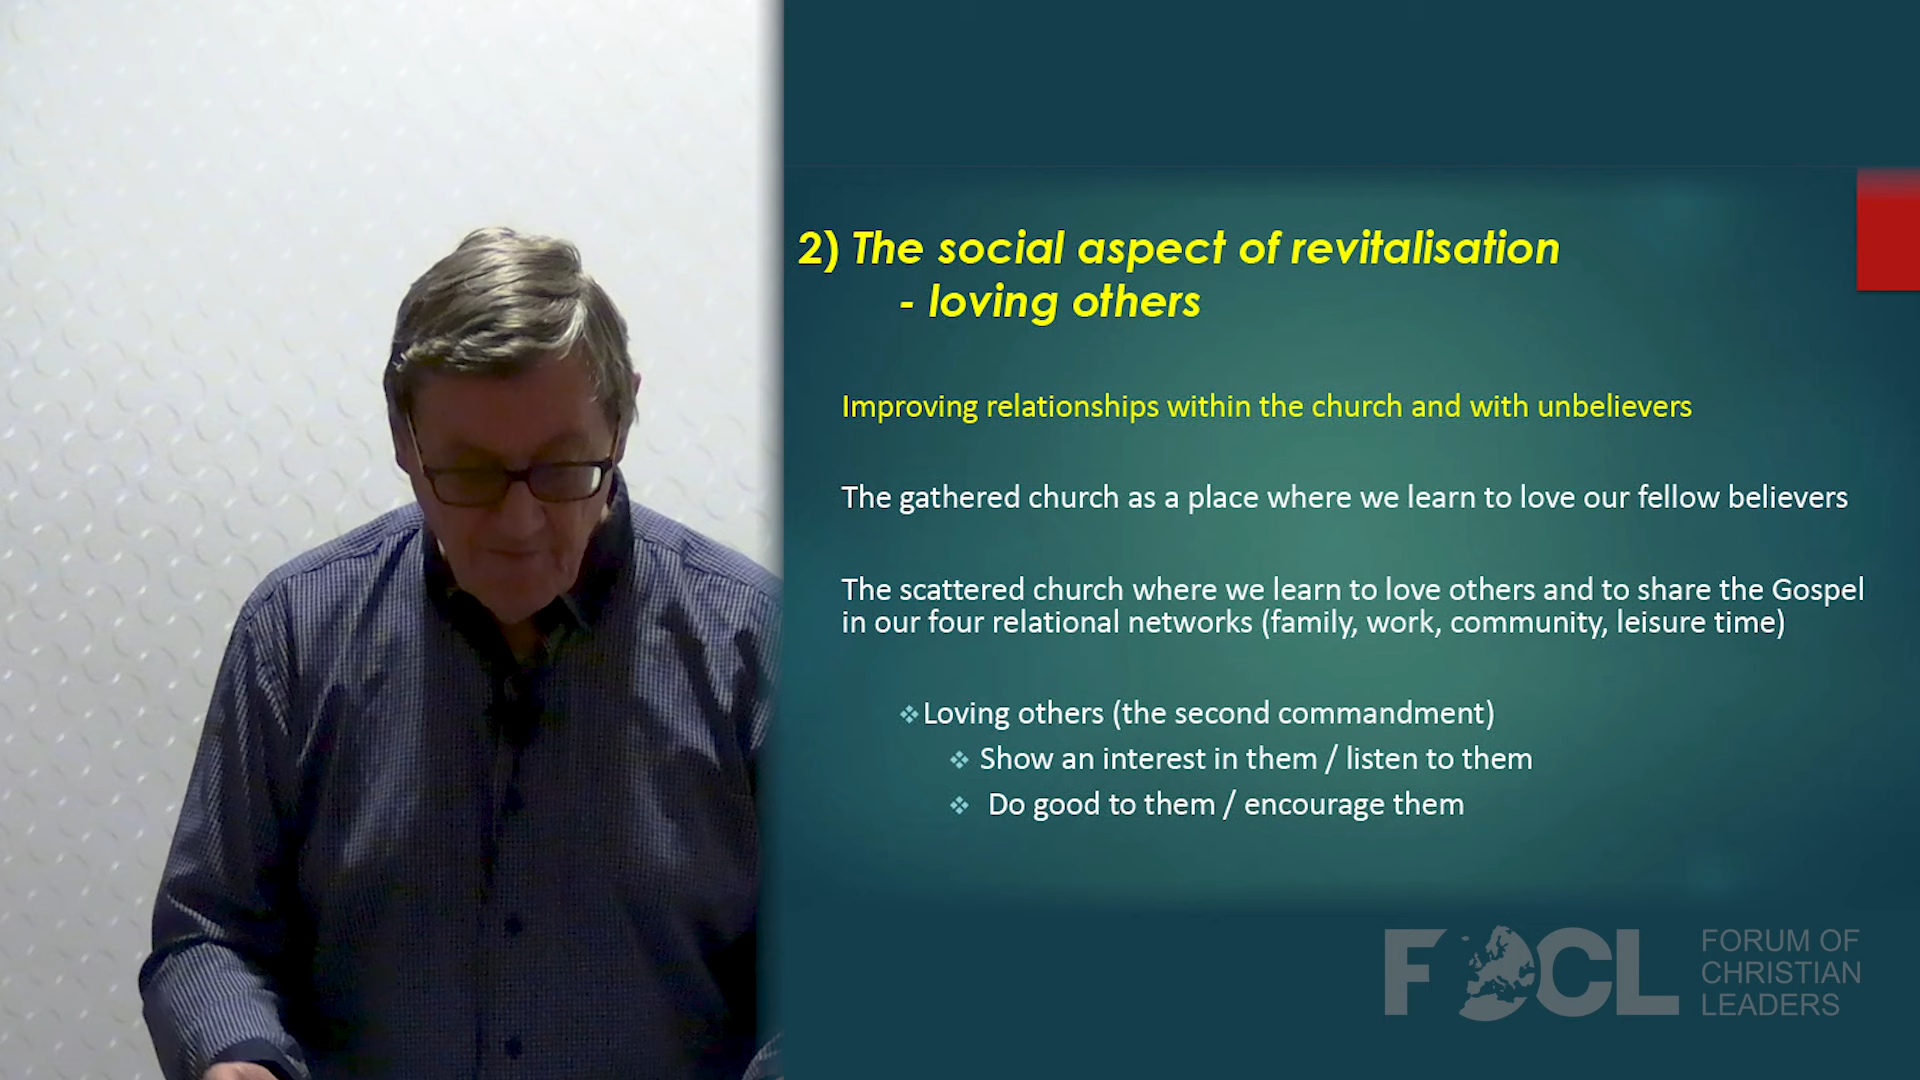 2) The social aspect of revitalisation
- loving others
Improving relationships within the church and with unbelievers
The gathered church as a place where we learn to love our fellow believers
The scattered church where we learn to love others and to share the Gospel
in our four relational networks (family, work, community, leisure time)
Loving others (the second commandment)
Show an interest in them / listen to them
Do good to them / encourage them
FOCL
FORUM OF
CHRISTIAN
LEADERS